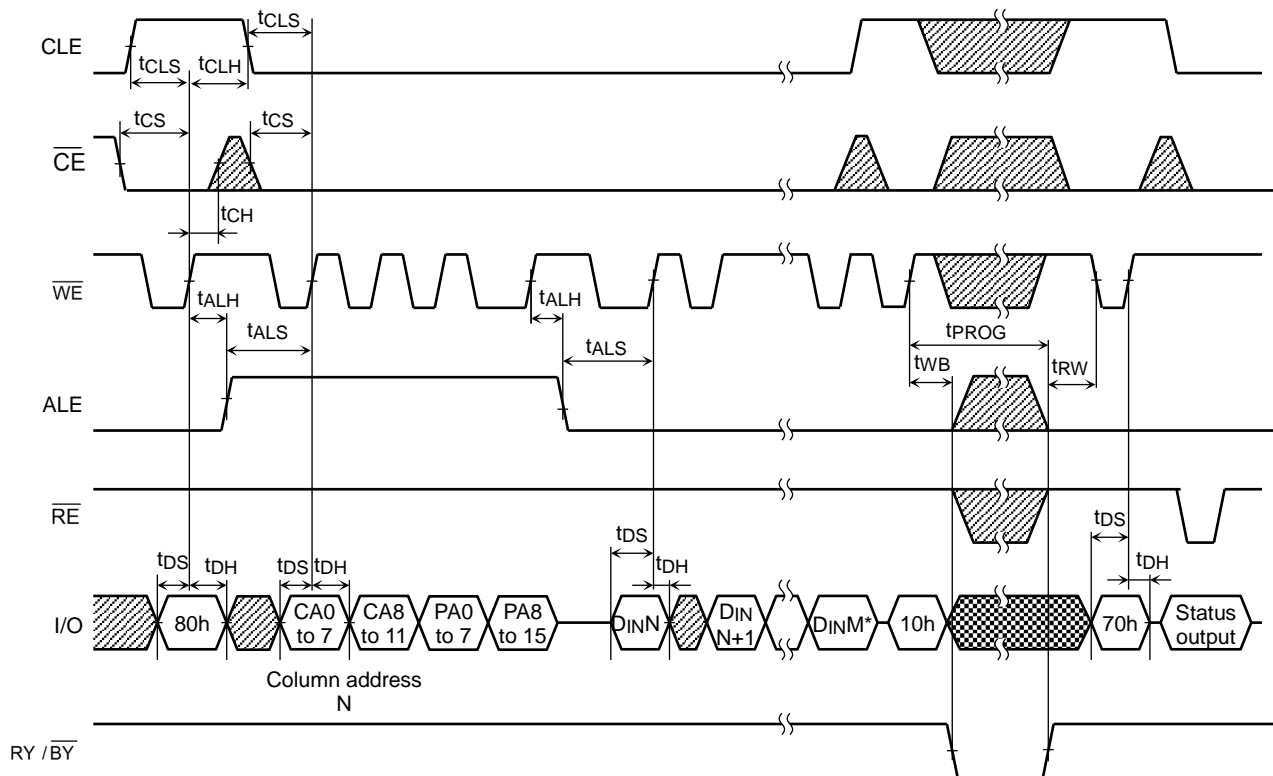 CLE
tCLS
tCLS
tCLH
CE
tCS
tCS
tCH
WE
tALH
tALH
tALS
tALS
tPROG
tWB
tRW
ALE
RE
tDS
tDH
tDS
tDH
tDS
tDH
tDS
tDH
I/O
80h
CA0
to 7
CA8
to 11
PA0
to 7
PA8
to 15
DINN
DIN
N+1
DINM*
10h
70h
Status
output
Column address
N
RY / BY